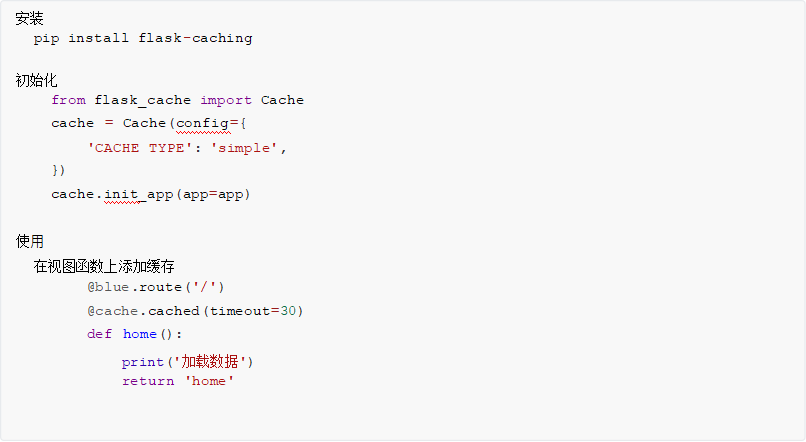 安装
pip install flask-caching
初始化
from flask_cache import Cache
cache = Cache(config={
'CACHE TYPE': 'simple',
})
cache.init_app(app=app)
使用
在视图函数上添加缓存
@blue.route('/')
@cache.cached(timeout=30)
def home():
print('加载数据')
return 'home'